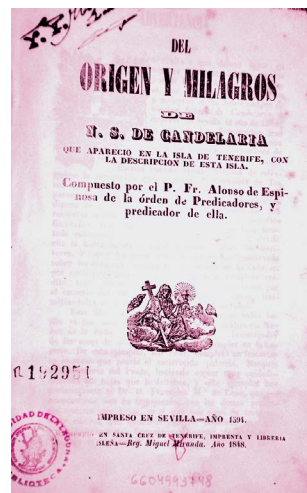 DEL
ORIGEN Y MILAGROS
DE
N. S. DE CANDELARIA
QUE APARECIO EN LA ISLA DE TENERIFE, CON
LA DESCRIPCION DE ESTA ISLA.
Compuesto por el P. Fr. Alonso de Espi-
nosa de la órden de Predicadores, y
predicador de ella.
192951
IMPRESO EN SEVILLA—AÑO 1594.
EN SANTA CRUZ DE TENERIFE, IMPRENTA Y LIBRERIA
Reg. Miguel Miranda. Año 1848.
6604993748